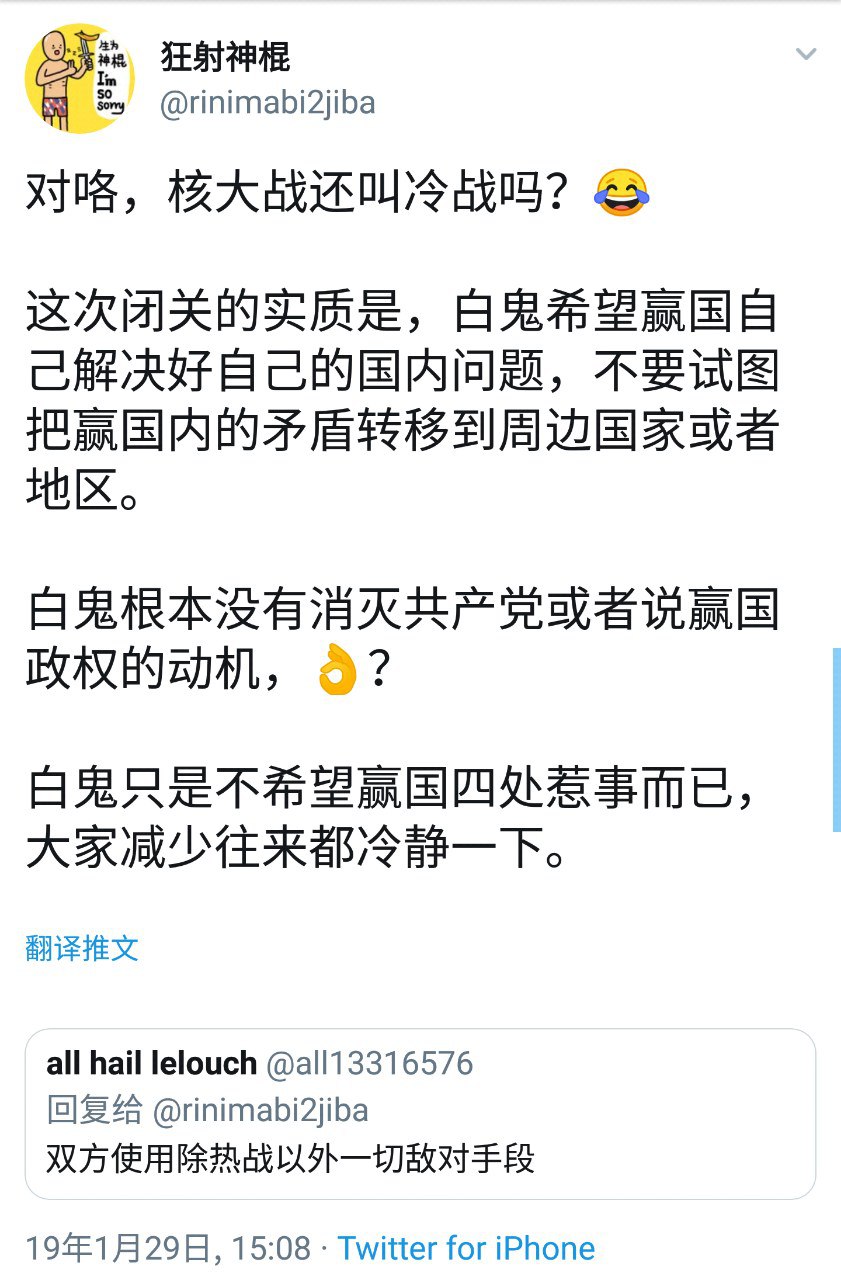 生为
神棍
I'm
so
sorry
狂射神棍
@rinimabi2jiba
对咯，核大战还叫冷战吗？😂
这次闭关的实质是，白鬼希望赢国自
己解决好自己的国内问题，不要试图
把赢国内的矛盾转移到周边国家或者
地区。
白鬼根本没有消灭共产党或者说赢国
政权的动机，👌？
白鬼只是不希望赢国四处惹事而已，
大家减少往来都冷静一下。
翻译推文
all hail lelouch @all13316576
回复给 @rinimabi2jiba
双方使用除热战以外一切敌对手段
19年1月29日, 15:08 · Twitter for iPhone